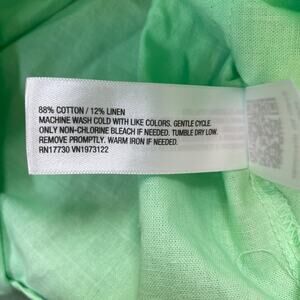 88% COTTON / 12% LINEN
MACHINE WASH COLD WITH LIKE COLORS. GENTLE CYCLE.
ONLY NON-CHLORINE BLEACH IF NEEDED. TUMBLE DRY LOW.
REMOVE PROMPTLY. WARM IRON IF NEEDED.
RN17730 VN1973122